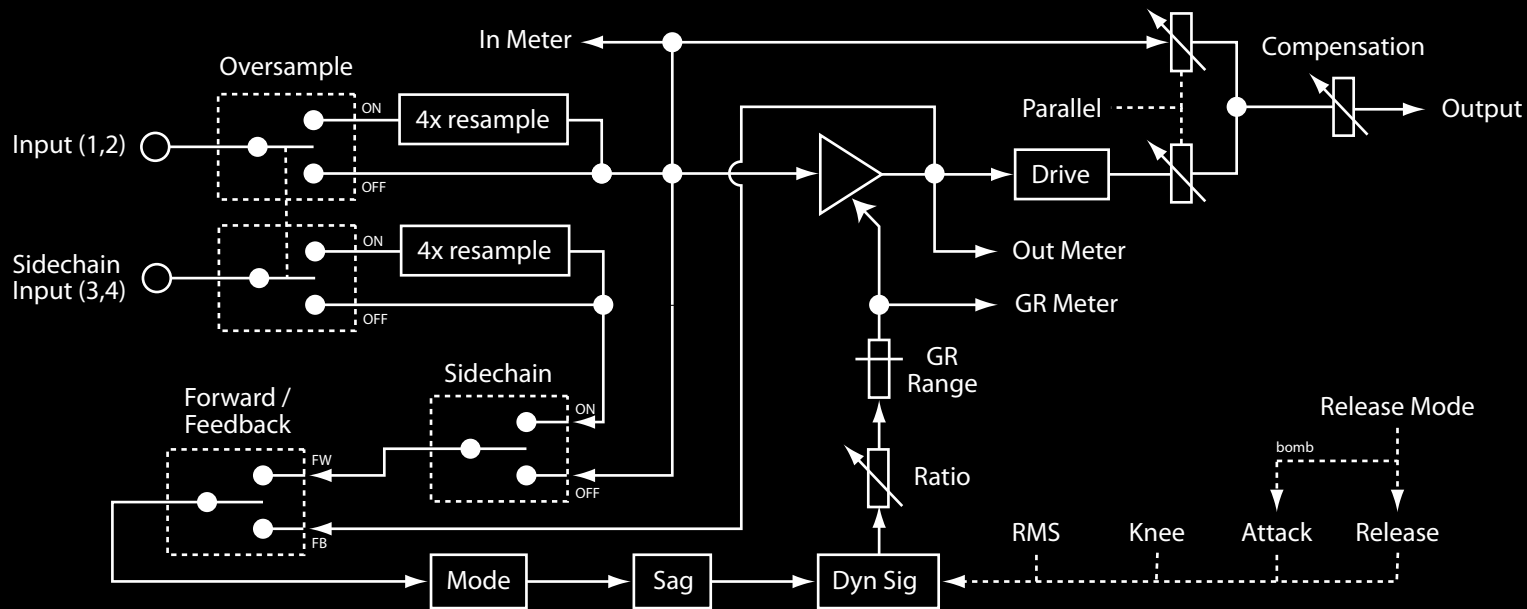 In Meter
Compensation
Oversample
ON
4x resample
Parallel
Output
Input (1,2)
OFF
Drive
ON
4x resample
Out Meter
Sidechain
Input (3,4)
GR Meter
OFF
GR
Range
Sidechain
Forward /
Feedback
ON
Release Mode
bomb
FW
Ratio
OFF
RMS
Knee
Attack
Release
FB
Mode
Sag
Dyn Sig